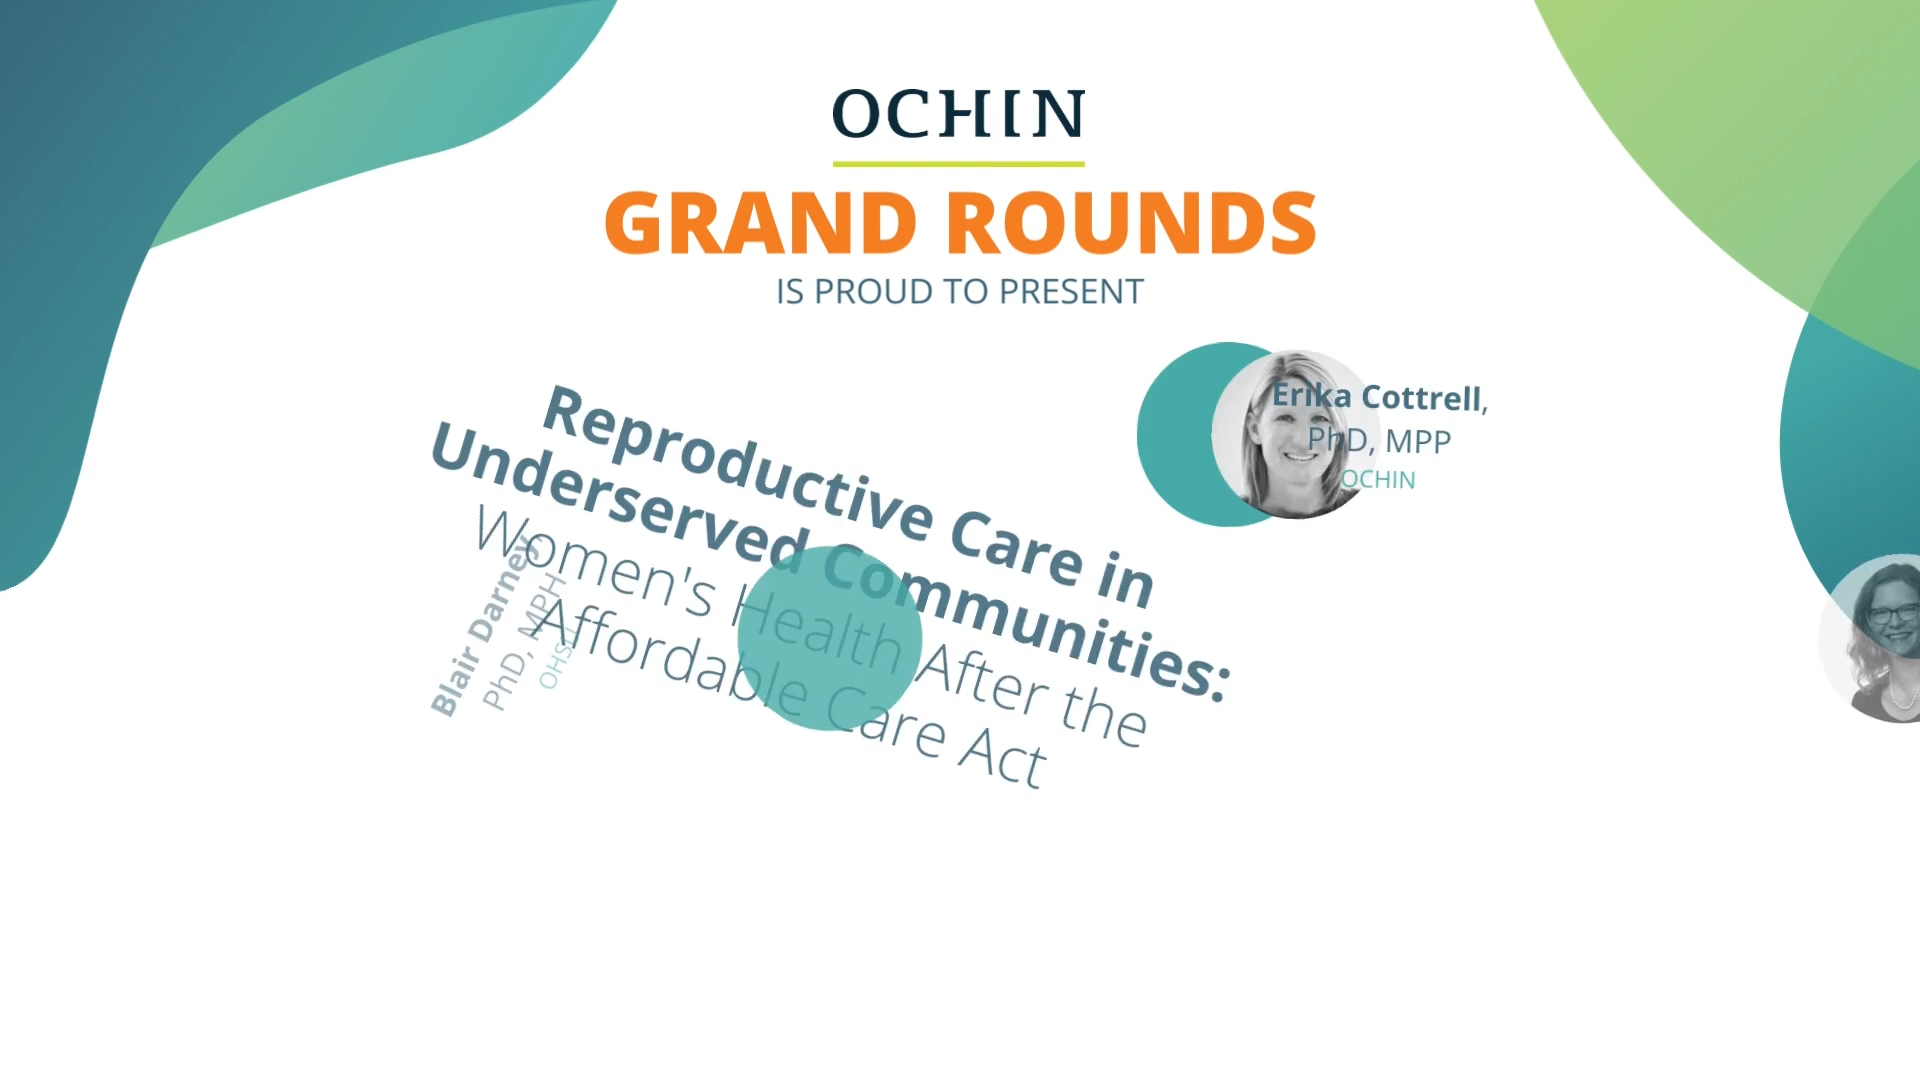 OCHIN
GRAND ROUNDS
IS PROUD TO PRESENT
Erika Cottrell,
PhD, MPP
OCHIN
Reproductive Care in
Underserved Communities:
Women's Health After the
Affordable Care Act
Blair Darney,
PhD, MPH
OHSU